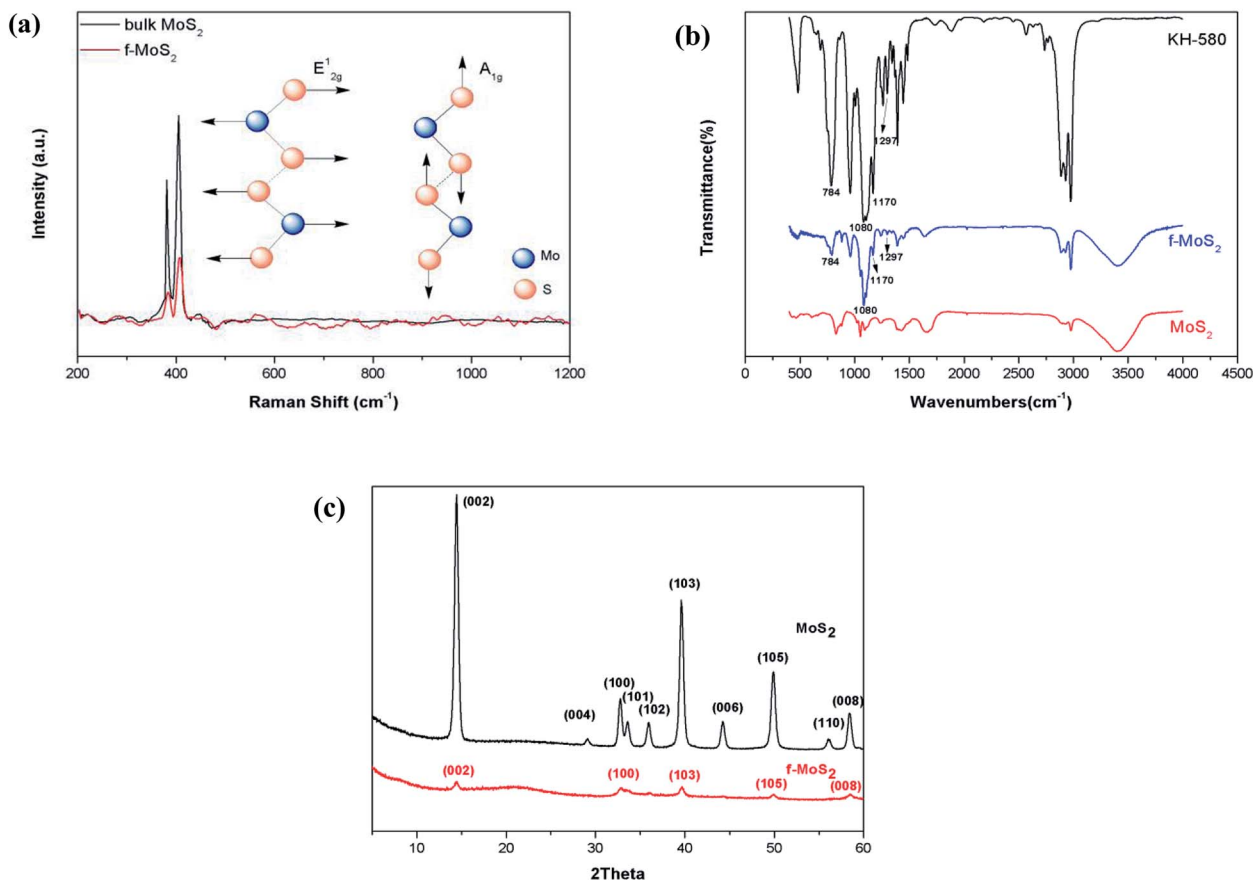 (a)
bulk MoS2
f-MoS2
E12g
A1g
Mo
S
Intensity (a.u.)
200 400 600 800 1000 1200
Raman Shift (cm-1)
(b)
KH-580
1297
784
1170
1080
f-MoS2
784
1297
1170
1080
MoS2
Transmittance(%)
0 500 1000 1500 2000 2500 3000 3500 4000 4500
Wavenumbers(cm-1)
(c)
(002)
(103)
MoS2
(105)
(100)
(101)
(004)
(102)
(006)
(110)
(008)
f-MoS2
(002)
(100)
(103)
(105)
(008)
10 20 30 40 50 60
2Theta